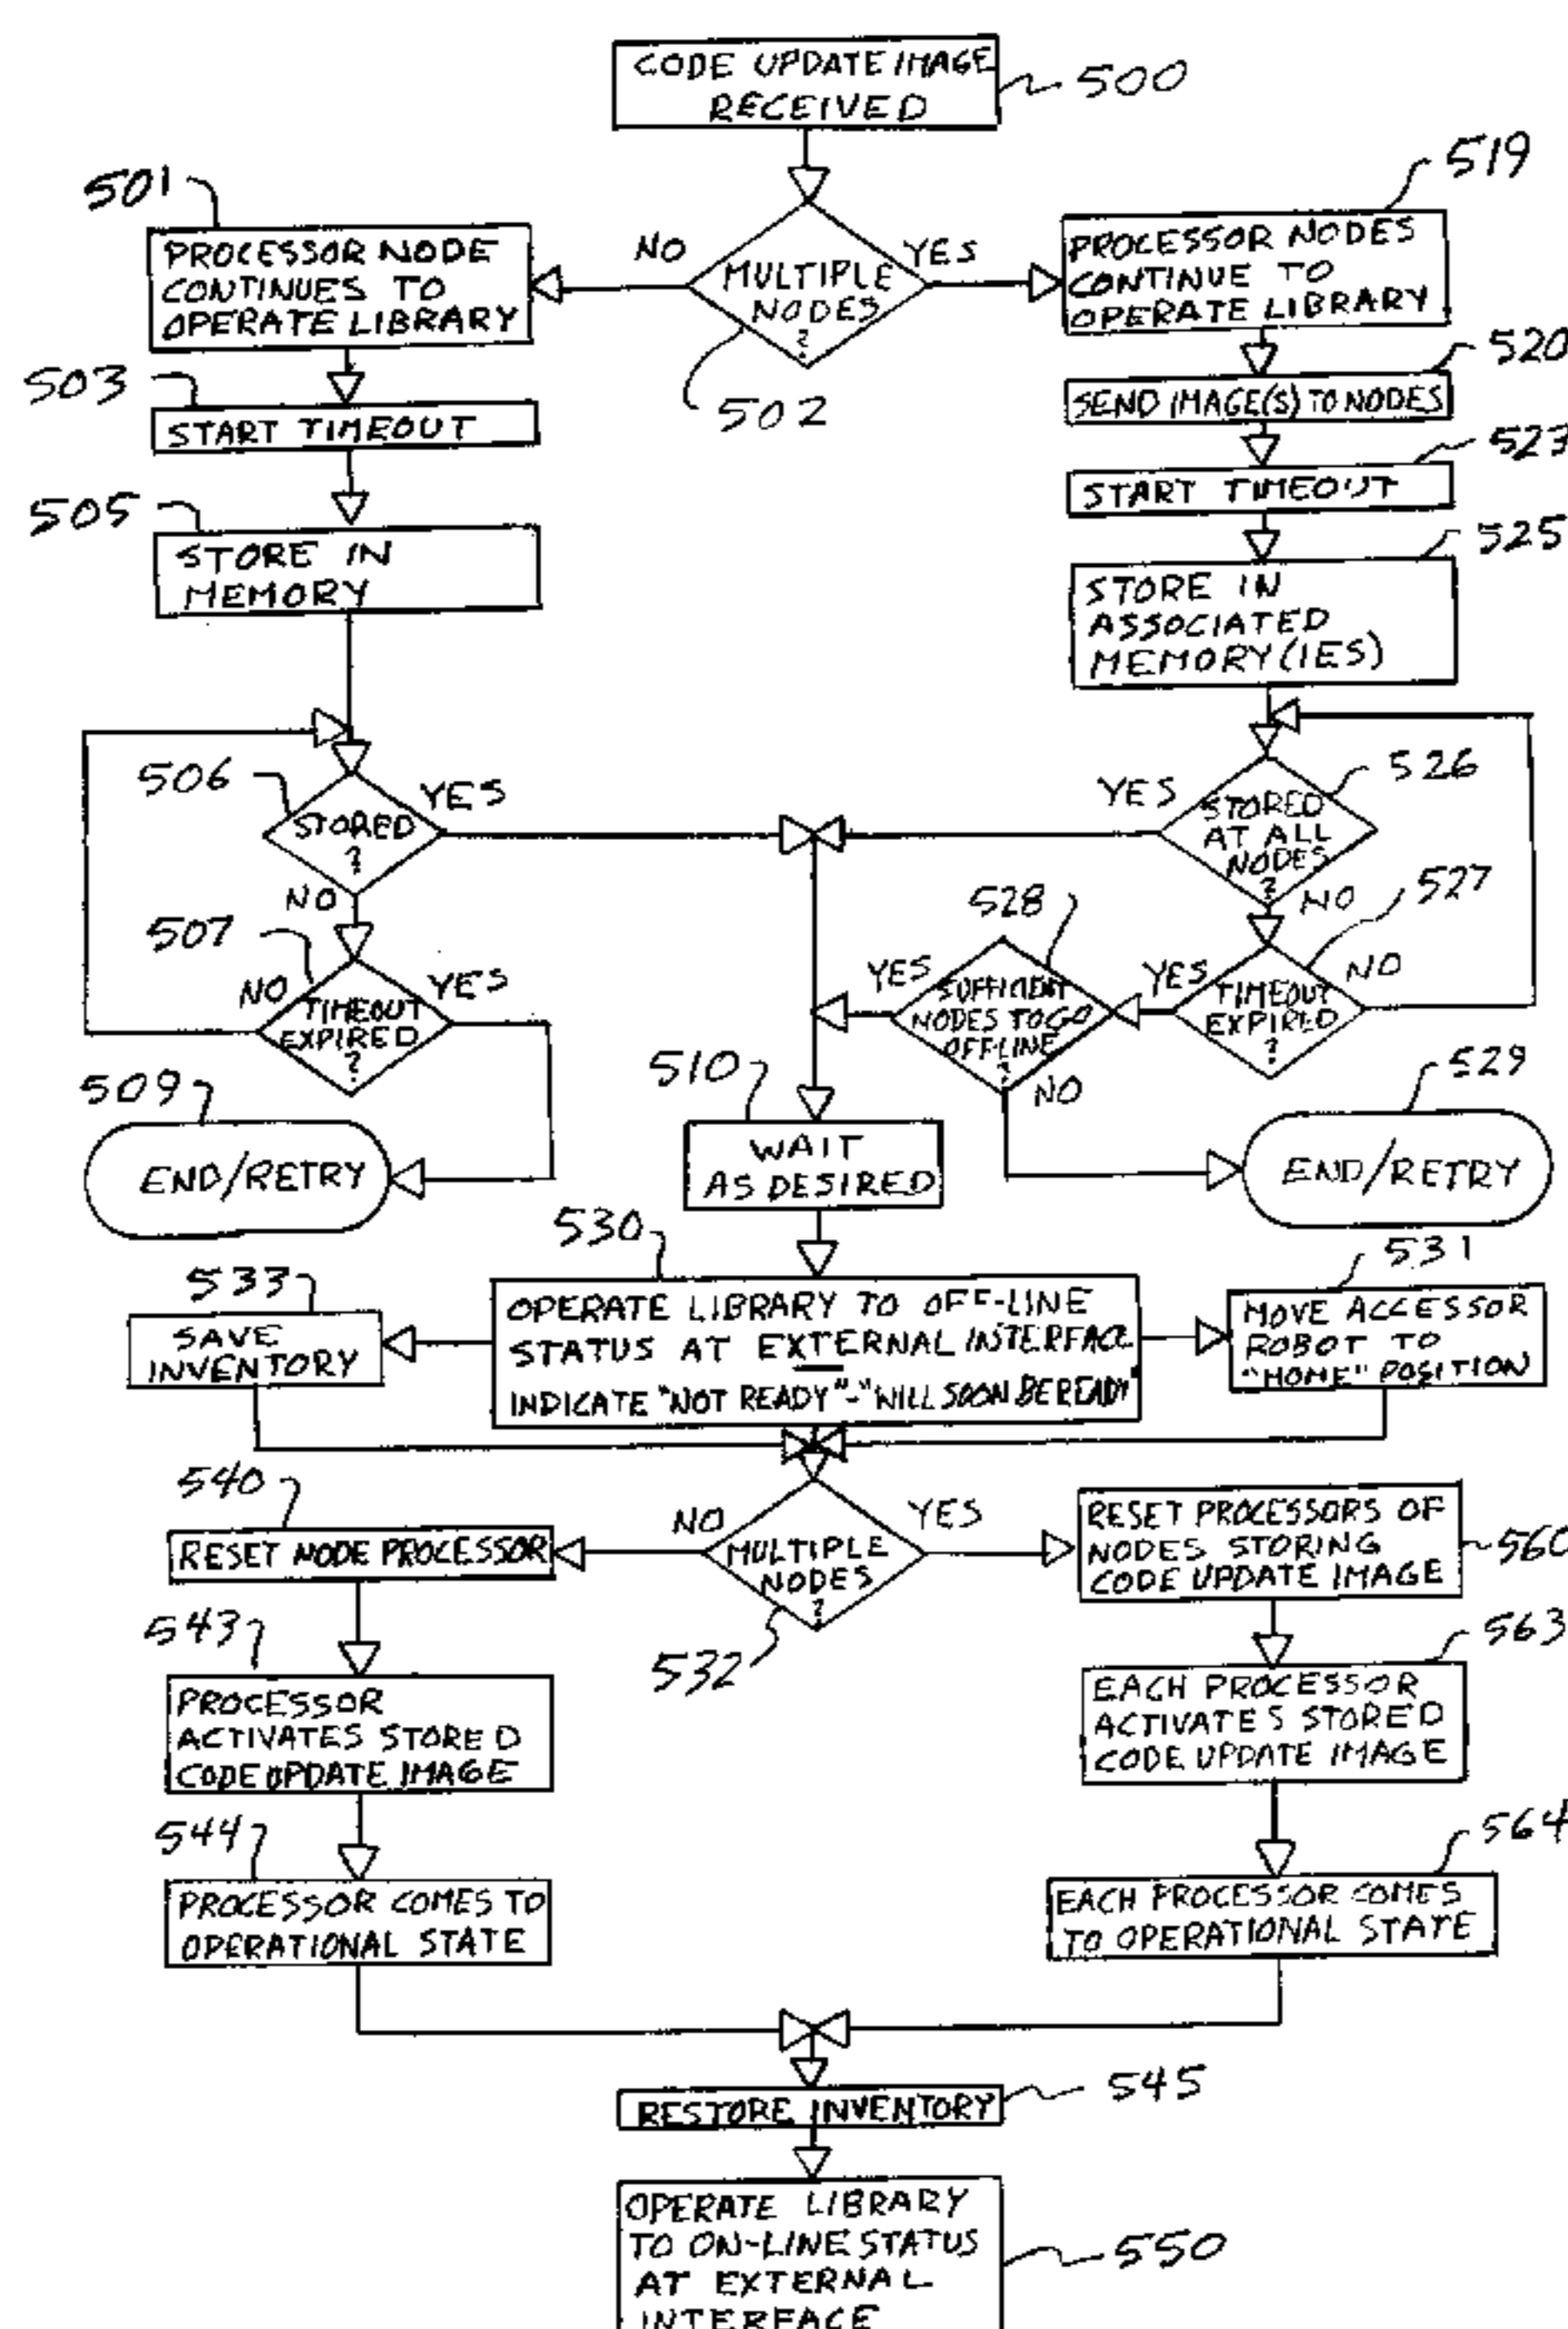 CODE UPDATE IMAGE
RECEIVED
500
501
PROCESSOR NODE
CONTINUES TO
OPERATE LIBRARY
NO
MULTIPLE
NODES
?
YES
502
519
PROCESSOR NODES
CONTINUE TO
OPERATE LIBRARY
503
START TIMEOUT
520
SEND IMAGE(S) TO NODES
523
START TIMEOUT
505
STORE IN
MEMORY
525
STORE IN
ASSOCIATED
MEMORY(IES)
506
STORED
?
YES
NO
YES
STORED
AT ALL
NODES
?
526
NO
507
NO
TIMEOUT
EXPIRED
?
YES
528
YES
SUFFICIENT
NODES TO GO
OFF-LINE
?
NO
YES
TIMEOUT
EXPIRED
?
527
NO
509
END/RETRY
510
WAIT
AS DESIRED
529
END/RETRY
530
OPERATE LIBRARY TO OFF-LINE
STATUS AT EXTERNAL INTERFACE
INDICATE "NOT READY"-"WILL SOON BE READY"
533
SAVE
INVENTORY
531
MOVE ACCESSOR
ROBOT TO
"HOME" POSITION
540
RESET NODE PROCESSOR
NO
MULTIPLE
NODES
?
YES
532
RESET PROCESSORS OF
NODES STORING
CODE UPDATE IMAGE
560
543
PROCESSOR
ACTIVATES STORED
CODE UPDATE IMAGE
563
EACH PROCESSOR
ACTIVATES STORED
CODE UPDATE IMAGE
544
PROCESSOR COMES TO
OPERATIONAL STATE
564
EACH PROCESSOR COMES
TO OPERATIONAL STATE
RESTORE INVENTORY
545
OPERATE LIBRARY
TO ON-LINE STATUS
AT EXTERNAL
INTERFACE
550